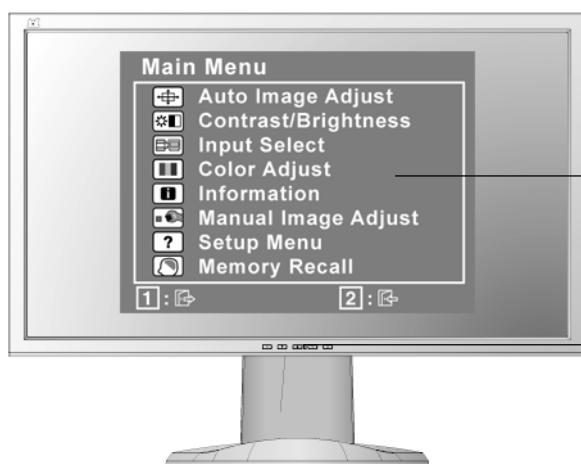 Main Menu
Auto Image Adjust
Contrast/Brightness
Input Select
Color Adjust
i Information
Manual Image Adjust
? Setup Menu
Memory Recall
1 : 2 :